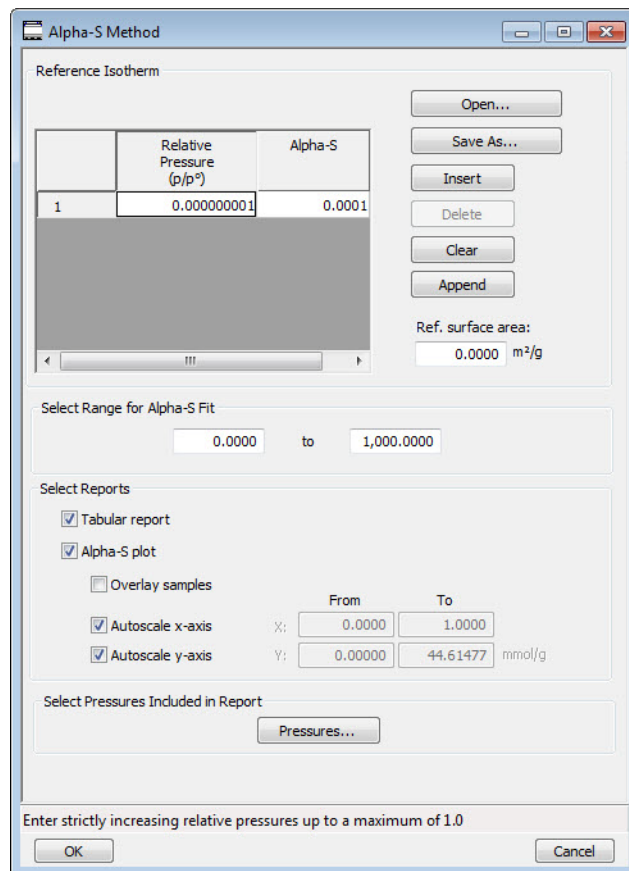 Alpha-S Method
Reference Isotherm
Open...
Save As...
Insert
Delete
Clear
Append
Relative
Pressure
(p/p°)
Alpha-S
1 0.000000001 0.0001
Ref. surface area:
0.0000 m²/g
Select Range for Alpha-S Fit
0.0000 to 1,000.0000
Select Reports
Tabular report
Alpha-S plot
Overlay samples
From To
Autoscale x-axis X: 0.0000 1.0000
Autoscale y-axis Y: 0.00000 44.61477 mmol/g
Select Pressures Included in Report
Pressures...
Enter strictly increasing relative pressures up to a maximum of 1.0
OK Cancel